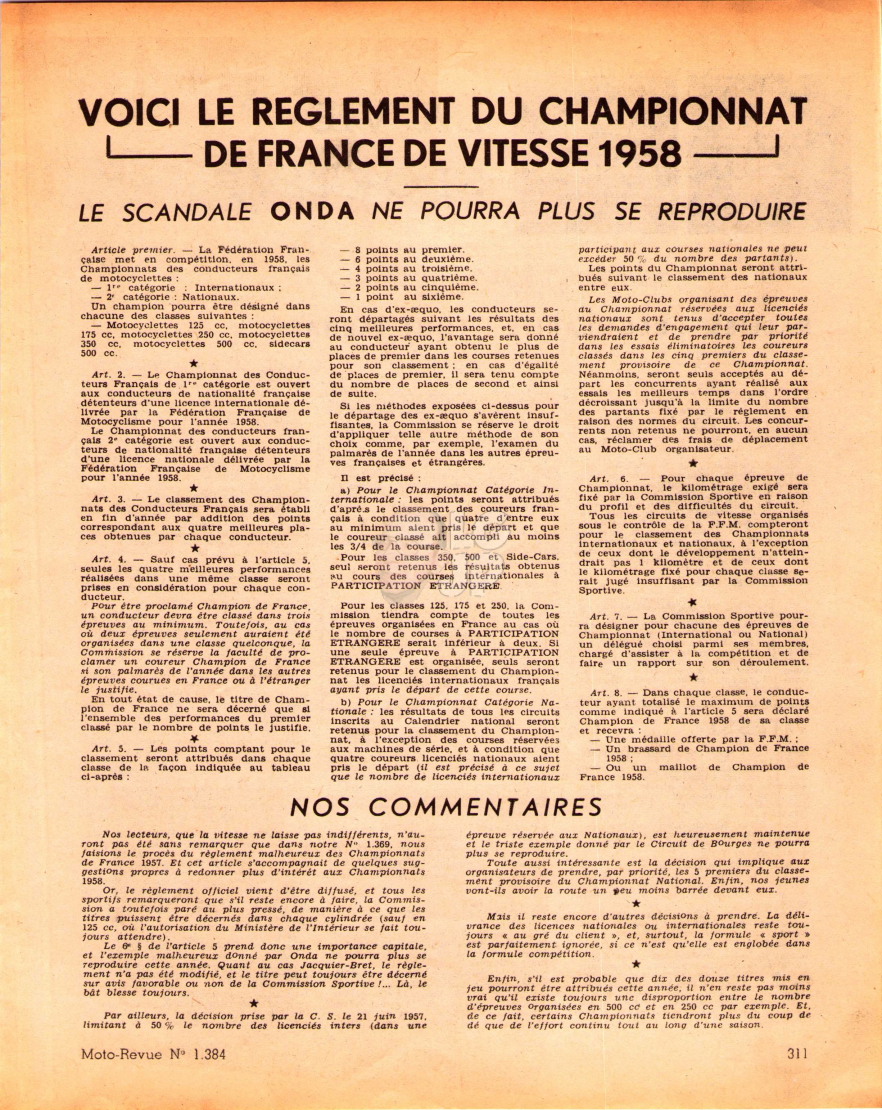 VOICI LE REGLEMENT DU CHAMPIONNAT
DE FRANCE DE VITESSE 1958
LE SCANDALE ONDA NE POURRA PLUS SE REPRODUIRE
Article premier. — La Fédération Fran-
çaise met en compétition, en 1958, les
Championnats des conducteurs français
de motocyclettes :
— 1re catégorie : Internationaux ;
— 2e catégorie : Nationaux.
Un champion pourra être désigné dans
chacune des classes suivantes :
— Motocyclettes 125 cc, motocyclettes
175 cc, motocyclettes 250 cc, motocyclettes
350 cc, motocyclettes 500 cc, sidecars
500 cc.
★
Art. 2. — Le Championnat des Conduc-
teurs Français de 1re catégorie est ouvert
aux conducteurs de nationalité française
détenteurs d'une licence internationale dé-
livrée par la Fédération Française de
Motocyclisme pour l'année 1958.
Le Championnat des conducteurs fran-
çais 2e catégorie est ouvert aux conduc-
teurs de nationalité française détenteurs
d'une licence nationale délivrée par la
Fédération Française de Motocyclisme
pour l'année 1958.
★
Art. 3. — Le classement des Champion-
nats des Conducteurs Français sera établi
en fin d'année par addition des points
correspondant aux quatre meilleures pla-
ces obtenues par chaque conducteur.
★
Art. 4. — Sauf cas prévu à l'article 5,
seules les quatre meilleures performances
réalisées dans une même classe seront
prises en considération pour chaque con-
ducteur.
Pour être proclamé Champion de France,
un conducteur devra être classé dans trois
épreuves au minimum. Toutefois, au cas
où deux épreuves seulement auraient été
organisées dans une classe quelconque, la
Commission se réserve la faculté de pro-
clamer un coureur Champion de France
si son palmarès de l'année dans les autres
épreuves courues en France ou à l'étranger
le justifie.
En tout état de cause, le titre de Cham-
pion de France ne sera décerné que si
l'ensemble des performances du premier
classé par le nombre de points le justifie.
★
Art. 5. — Les points comptant pour le
classement seront attribués dans chaque
classe de la façon indiquée au tableau
ci-après :
— 8 points au premier.
— 6 points au deuxième.
— 4 points au troisième.
— 3 points au quatrième.
— 2 points au cinquième.
— 1 point au sixième.
En cas d'ex-æquo, les conducteurs se-
ront départagés suivant les résultats des
cinq meilleures performances, et, en cas
de nouvel ex-æquo, l'avantage sera donné
au conducteur ayant obtenu le plus de
places de premier dans les courses retenues
pour son classement ; en cas d'égalité
de places de premier, il sera tenu compte
du nombre de places de second et ainsi
de suite.
Si les méthodes exposées ci-dessus pour
le départage des ex-æquo s'avèrent insuf-
fisantes, la Commission se réserve le droit
d'appliquer telle autre méthode de son
choix comme, par exemple, l'examen du
palmarès de l'année dans les autres épreu-
ves françaises et étrangères.
Il est précisé :
a) Pour le Championnat Catégorie In-
ternationale : les points seront attribués
d'après le classement des coureurs fran-
çais à condition que quatre d'entre eux
au minimum aient pris le départ et que
le coureur classé ait accompli au moins
les 3/4 de la course.
Pour les classes 350, 500 et Side-Cars,
seul seront retenus les résultats obtenus
au cours des courses internationales à
PARTICIPATION ETRANGERE.
Pour les classes 125, 175 et 250, la Com-
mission tiendra compte de toutes les
épreuves organisées en France au cas où
le nombre de courses à PARTICIPATION
ETRANGERE serait inférieur à deux. Si
une seule épreuve à PARTICIPATION
ETRANGERE est organisée, seuls seront
retenus pour le classement du Champion-
nat les licenciés internationaux français
ayant pris le départ de cette course.
b) Pour le Championnat Catégorie Na-
tionale : les résultats de tous les circuits
inscrits au Calendrier national seront
retenus pour la classement du Champion-
nat, à l'exception des courses réservées
aux machines de série, et à condition que
quatre coureurs licenciés nationaux aient
pris le départ (il est précisé à ce sujet
que le nombre de licenciés internationaux
participant aux courses nationales ne peut
excéder 50 % du nombre des partants).
Les points du Championnat seront attri-
bués suivant le classement des nationaux
entre eux.
Les Moto-Clubs organisant des épreuves
au Championnat réservées aux licenciés
nationaux sont tenus d'accepter toutes
les demandes d'engagement qui leur par-
viendraient et de prendre par priorité
dans les essais éliminatoires les coureurs
classés dans les cinq premiers du classe-
ment provisoire de ce Championnat.
Néanmoins, seront seuls acceptés au dé-
part les concurrents ayant réalisé aux
essais les meilleurs temps dans l'ordre
décroissant jusqu'à la limite du nombre
des partants fixé par le règlement en
raison des normes du circuit. Les concur-
rents non retenus ne pourront, en aucun
cas, réclamer des frais de déplacement
au Moto-Club organisateur.
★
Art. 6. — Pour chaque épreuve de
Championnat, le kilométrage exigé sera
fixé par la Commission Sportive en raison
du profil et des difficultés du circuit.
Tous les circuits de vitesse organisés
sous le contrôle de la F.F.M. compteront
pour le classement des Championnats
internationaux et nationaux, à l'exception
de ceux dont le développement n'attein-
drait pas 1 kilomètre et de ceux dont
le kilométrage fixé pour chaque classe se-
rait jugé insuffisant par la Commission
Sportive.
★
Art. 7. — La Commission Sportive pour-
ra désigner pour chacune des épreuves de
Championnat (International ou National)
un délégué choisi parmi ses membres,
chargé d'assister à la compétition et de
faire un rapport sur son déroulement.
★
Art. 8. — Dans chaque classe, le conduc-
teur ayant totalisé le maximum de points
comme indiqué à l'article 5 sera déclaré
Champion de France 1958 de sa classe
et recevra :
— Une médaille offerte par la F.F.M. ;
— Un brassard de Champion de France
1958 ;
— Ou un maillot de Champion de
France 1958.
NOS COMMENTAIRES
Nos lecteurs, que la vitesse ne laisse pas indifférents, n'au-
ront pas été sans remarquer que dans notre No 1.369, nous
faisions le procès du règlement malheureux des Championnats
de France 1957. Et cet article s'accompagnait de quelques sug-
gestions propres à redonner plus d'intérêt aux Championnats
1958.
Or, le règlement officiel vient d'être diffusé, et tous les
sportifs remarqueront que s'il reste encore à faire, la Commis-
sion a toutefois paré au plus pressé, de manière à ce que les
titres puissent être décernés dans chaque cylindrée (sauf en
125 cc, où l'autorisation du Ministère de l'Intérieur se fait tou-
jours attendre).
Le 6e § de l'article 5 prend donc une importance capitale,
et l'exemple malheureux donné par Onda ne pourra plus se
reproduire cette année. Quant au cas Jacquier-Bret, le règle-
ment n'a pas été modifié, et le titre peut toujours être décerné
sur avis favorable ou non de la Commission Sportive !... Là, le
bât blesse toujours.
★
Par ailleurs, la décision prise par la C. S. le 21 juin 1957,
limitant à 50 % le nombre des licenciés inters (dans une
épreuve réservée aux Nationaux), est heureusement maintenue
et le triste exemple donné par le Circuit de Bourges ne pourra
plus se reproduire.
Toute aussi intéressante est la décision qui implique aux
organisateurs de prendre, par priorité, les 5 premiers du classe-
ment provisoire du Championnat National. Enfin, nos jeunes
vont-ils avoir la route un peu moins barrée devant eux.
★
Mais il reste encore d'autres décisions à prendre. La déli-
vrance des licences nationales ou internationales reste tou-
jours « au gré du client », et, surtout, la formule « sport »
est parfaitement ignorée, si ce n'est qu'elle est englobée dans
la formule compétition.
★
Enfin, s'il est probable que dix des douze titres mis en
jeu pourront être attribués cette année, il n'en reste pas moins
vrai qu'il existe toujours une disproportion entre le nombre
d'épreuves organisées en 500 cc et en 250 cc par exemple. Et,
de ce fait, certains Championnats tiendront plus du coup de
dé que de l'effort continu tout au long d'une saison.
Moto-Revue No 1.384
311